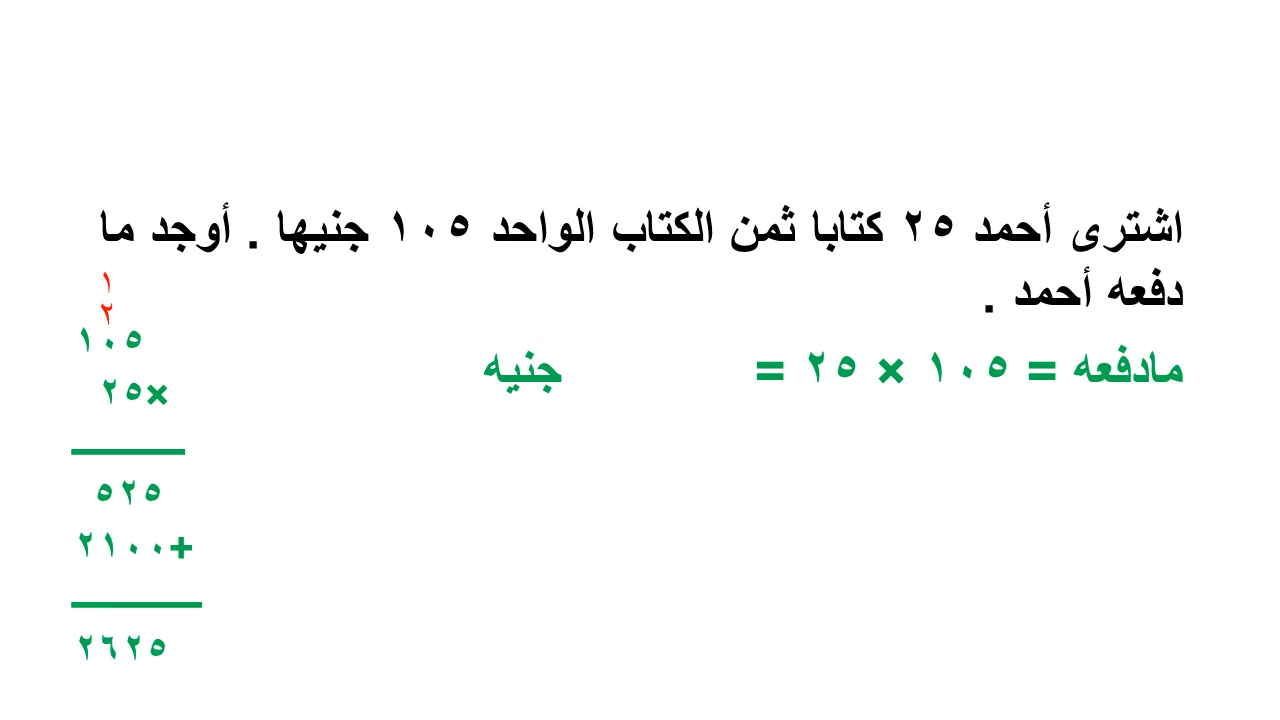 اشترى أحمد ٢٥ كتابا ثمن الكتاب الواحد ١٠٥ جنيها . أوجد ما
دفعه أحمد .
مادفعه = ١٠٥ × ٢٥ = جنيه
١
٢
١٠٥
٢٥×
٥٢٥
٢١٠٠+
٢٦٢٥